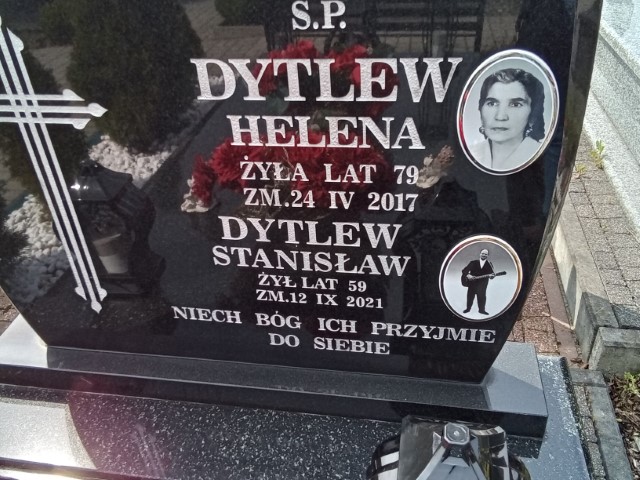 Ś.P.
DYTLEW
HELENA
ŻYŁA LAT 79
ZM.24 IV 2017
DYTLEW
STANISŁAW
ŻYŁ LAT 59
ZM.12 IX 2021
NIECH BÓG ICH PRZYJMIE
DO SIEBIE